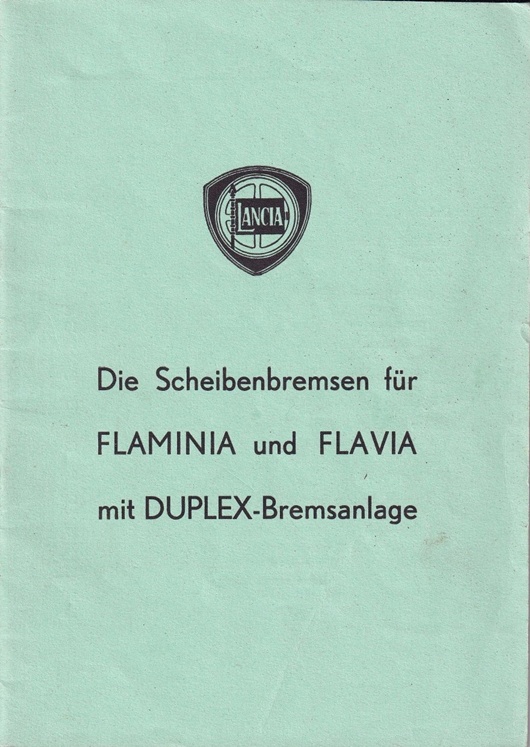 LANCIA
Die Scheibenbremsen für
FLAMINIA und FLAVIA
mit DUPLEX-Bremsanlage